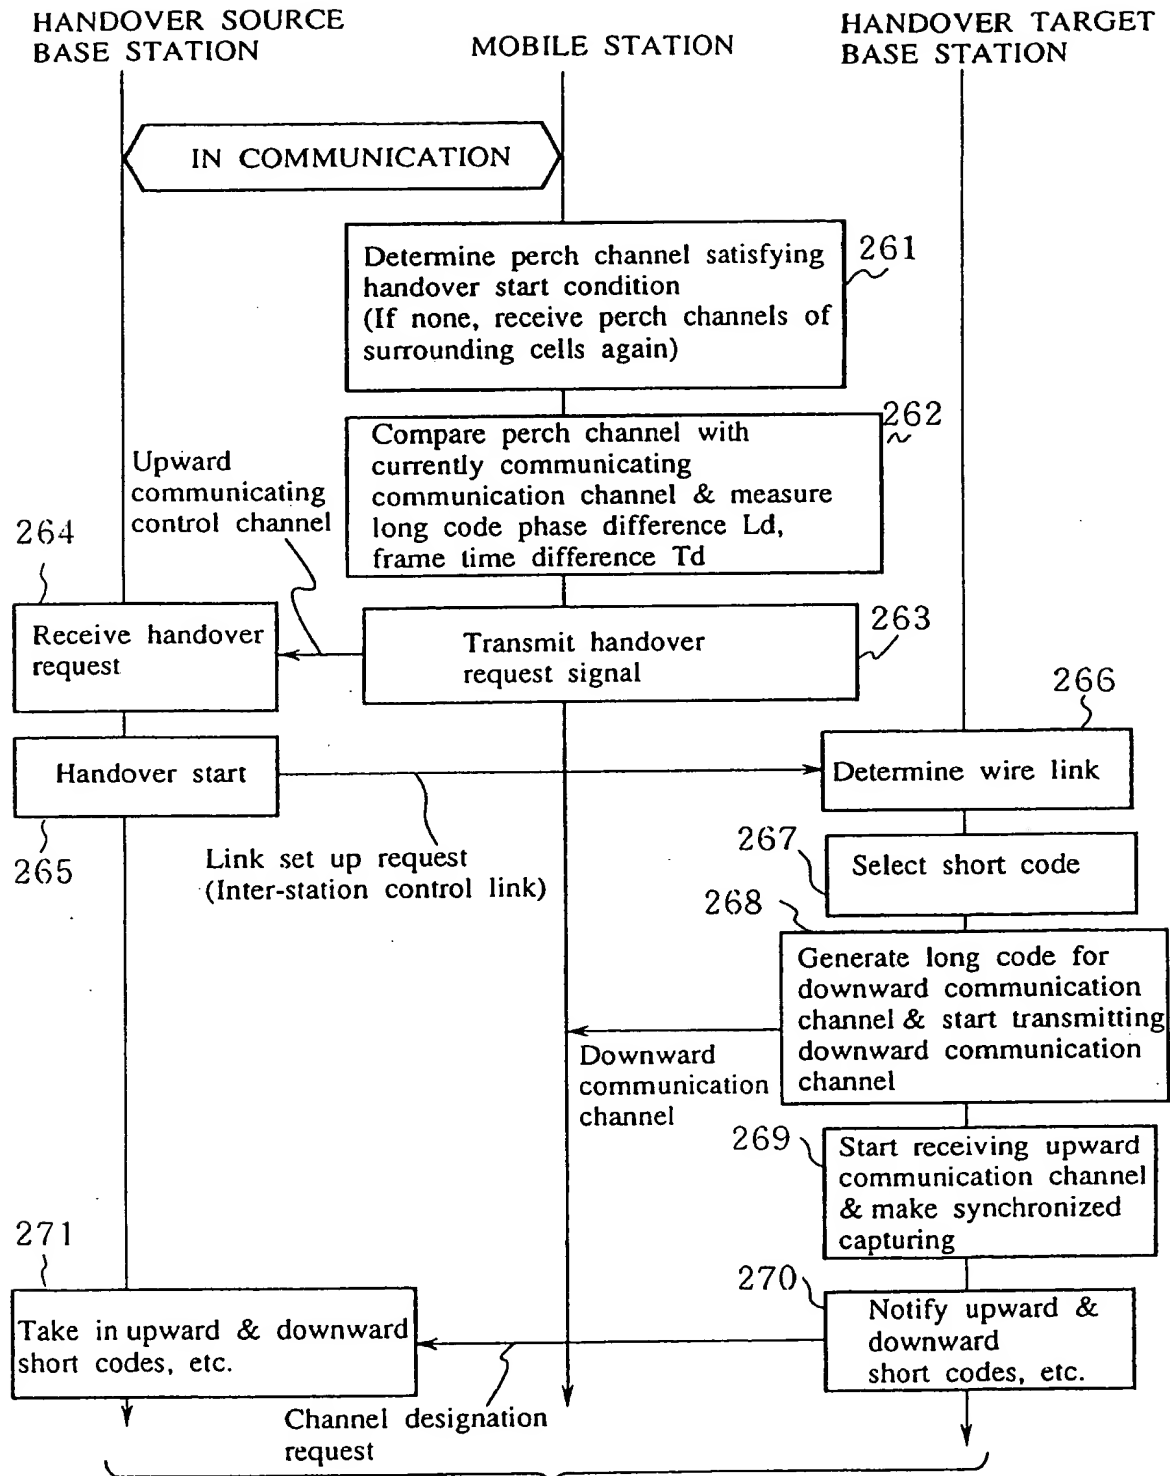 HANDOVER SOURCE
BASE STATION
MOBILE STATION
HANDOVER TARGET
BASE STATION
IN COMMUNICATION
261
Determine perch channel satisfying
handover start condition
(If none, receive perch channels of
surrounding cells again)
262
Compare perch channel with
currently communicating
communication channel & measure
long code phase difference Ld,
frame time difference Td
Upward
communicating
control channel
264
Receive handover
request
263
Transmit handover
request signal
266
Handover start
Determine wire link
265
Link set up request
(Inter-station control link)
267
Select short code
268
Generate long code for
downward communication
channel & start transmitting
downward communication
channel
Downward
communication
channel
269
Start receiving upward
communication channel
& make synchronized
capturing
271
Take in upward & downward
short codes, etc.
270
Notify upward &
downward
short codes, etc.
Channel designation
request